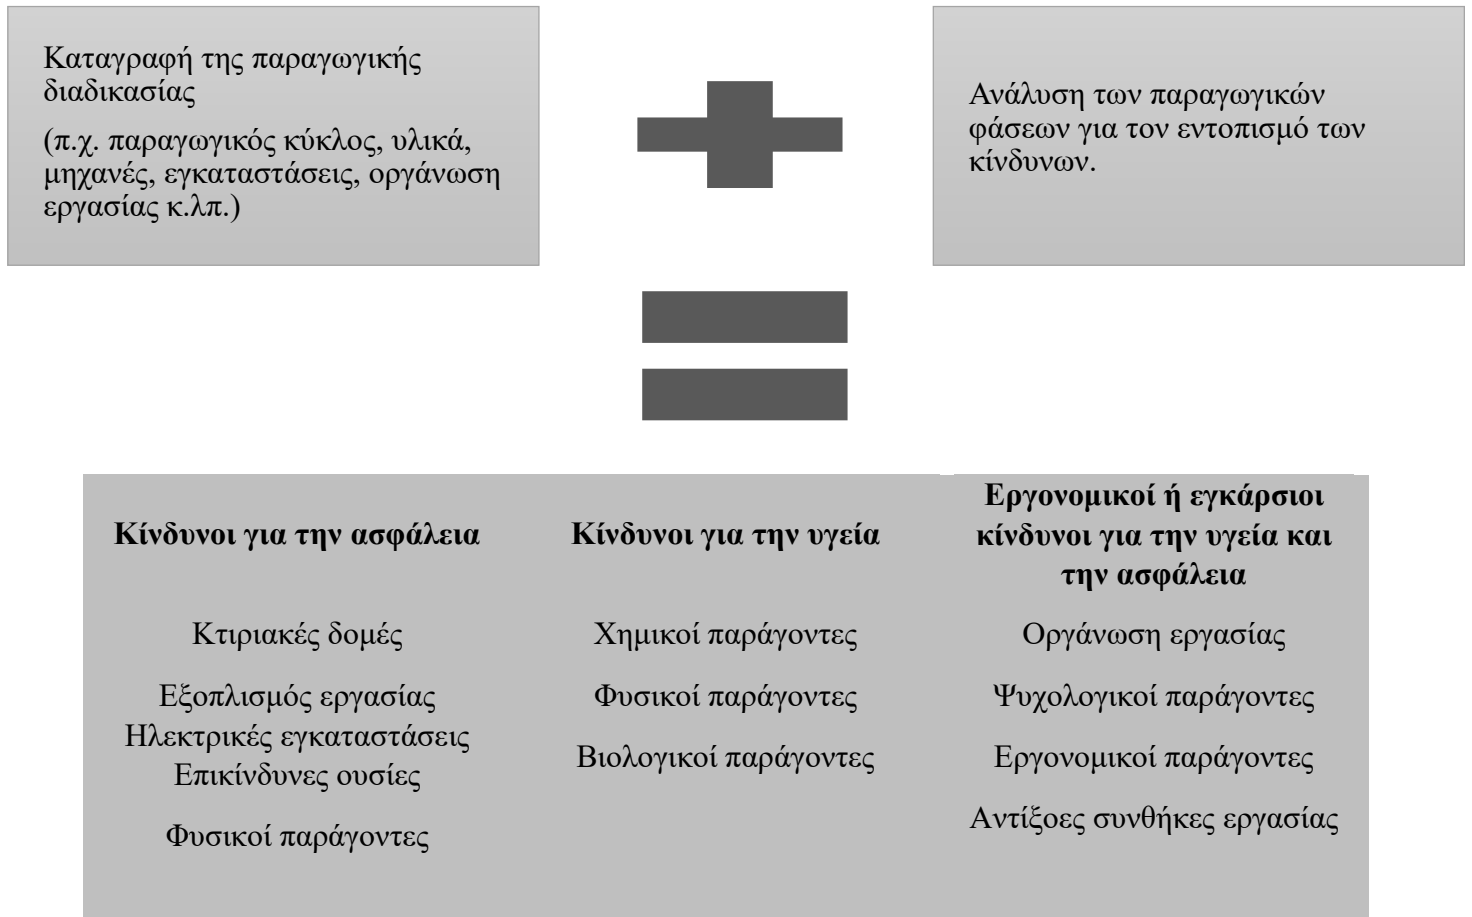 Καταγραφή της παραγωγικής
διαδικασίας
(π.χ. παραγωγικός κύκλος, υλικά,
μηχανές, εγκαταστάσεις, οργάνωση
εργασίας κ.λπ.)
Ανάλυση των παραγωγικών
φάσεων για τον εντοπισμό των
κίνδυνων.
Κίνδυνοι για την ασφάλεια
Κτιριακές δομές
Εξοπλισμός εργασίας
Ηλεκτρικές εγκαταστάσεις
Επικίνδυνες ουσίες
Φυσικοί παράγοντες
Κίνδυνοι για την υγεία
Χημικοί παράγοντες
Φυσικοί παράγοντες
Βιολογικοί παράγοντες
Εργονομικοί ή εγκάρσιοι
κίνδυνοι για την υγεία και
την ασφάλεια
Οργάνωση εργασίας
Ψυχολογικοί παράγοντες
Εργονομικοί παράγοντες
Αντίξοες συνθήκες εργασίας